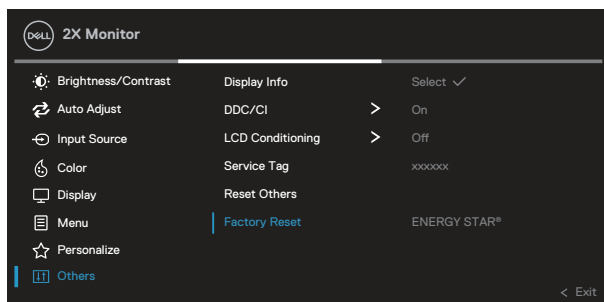 DELL 2X Monitor
Brightness/Contrast Display Info Select ✓
Auto Adjust DDC/CI > On
Input Source LCD Conditioning > Off
Color Service Tag xxxxxx
Display Reset Others
Menu Factory Reset ENERGY STAR®
Personalize
Others
< Exit